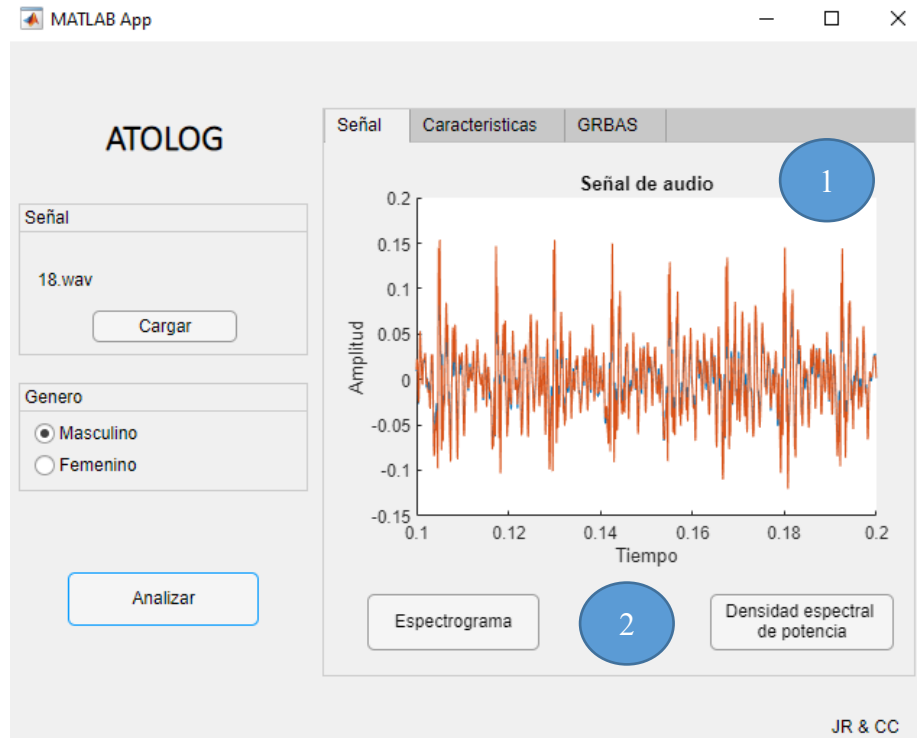 MATLAB App
ATOLOG
Señal
18.wav
Cargar
Genero
Masculino
Femenino
Analizar
Señal
Caracteristicas
GRBAS
1
Señal de audio
0.2
0.15
0.1
0.05
0
-0.05
-0.1
-0.15
Amplitud
0.1
0.12
0.14
0.16
0.18
0.2
Tiempo
Espectrograma
2
Densidad espectral
de potencia
JR & CC